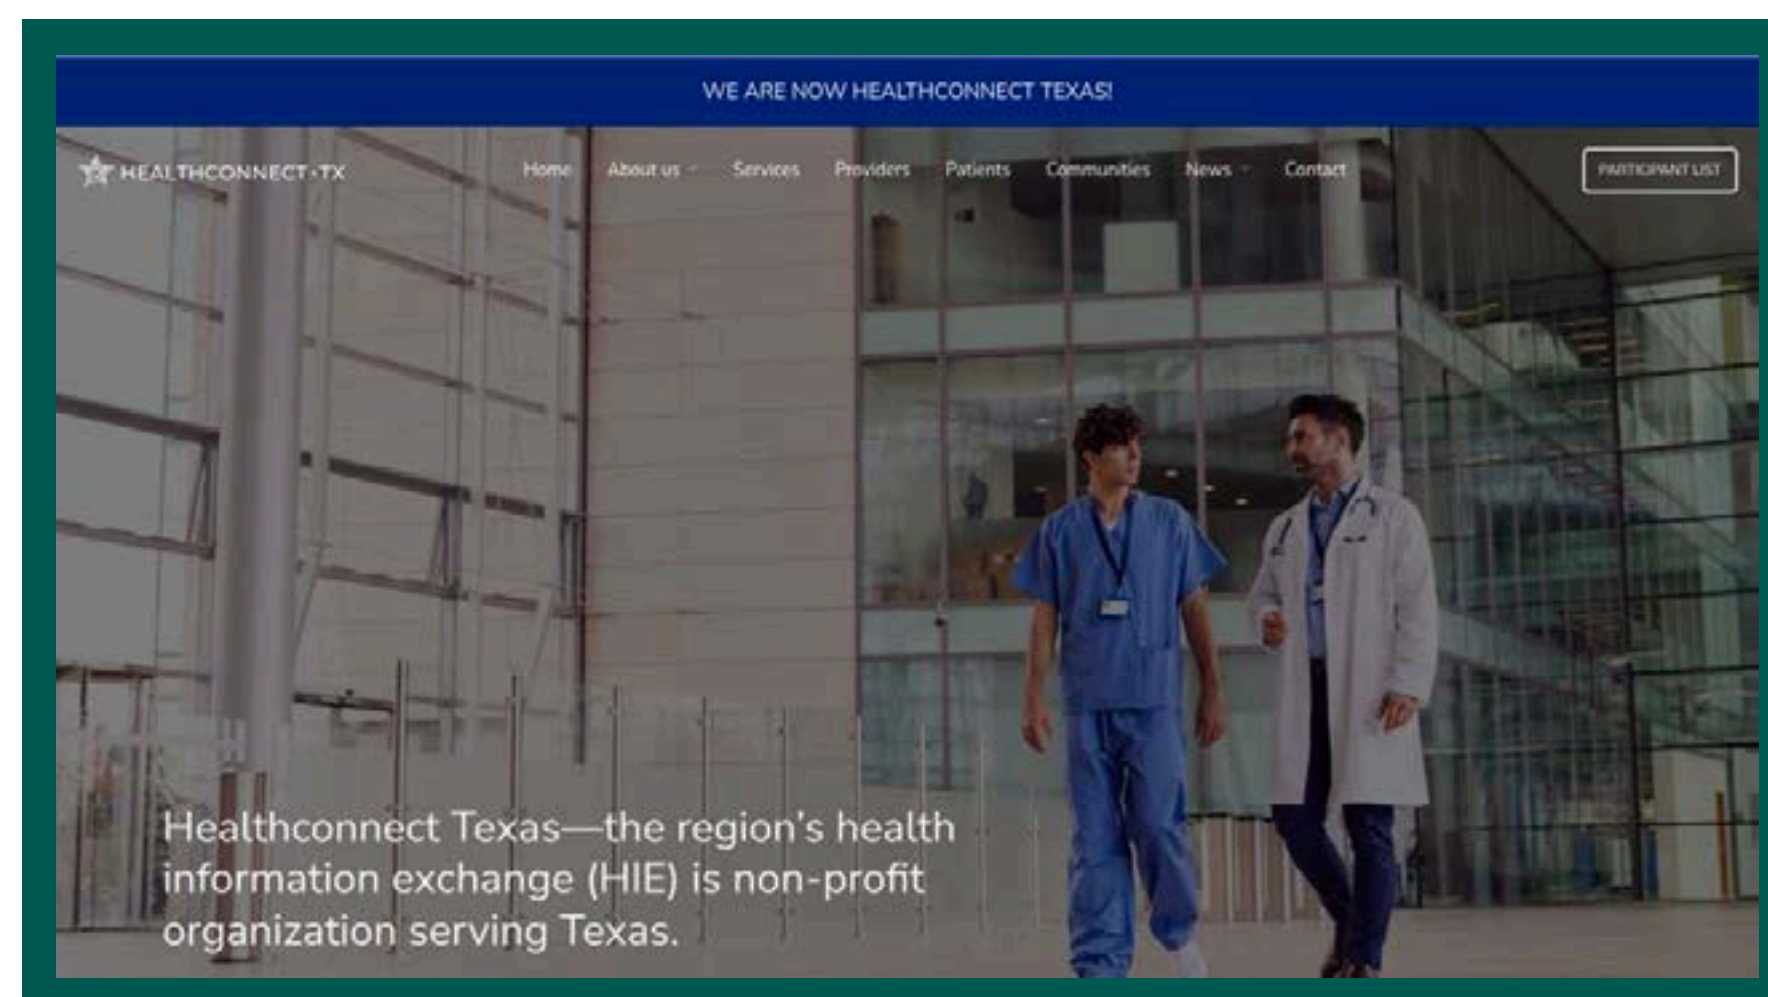 WE ARE NOW HEALTHCONNECT TEXAS!
HEALTHCONNECT•TX
Home About us Services Providers Patients Communities News Contact
PARTICIPANT LIST
Healthconnect Texas—the region's health
information exchange (HIE) is non-profit
organization serving Texas.